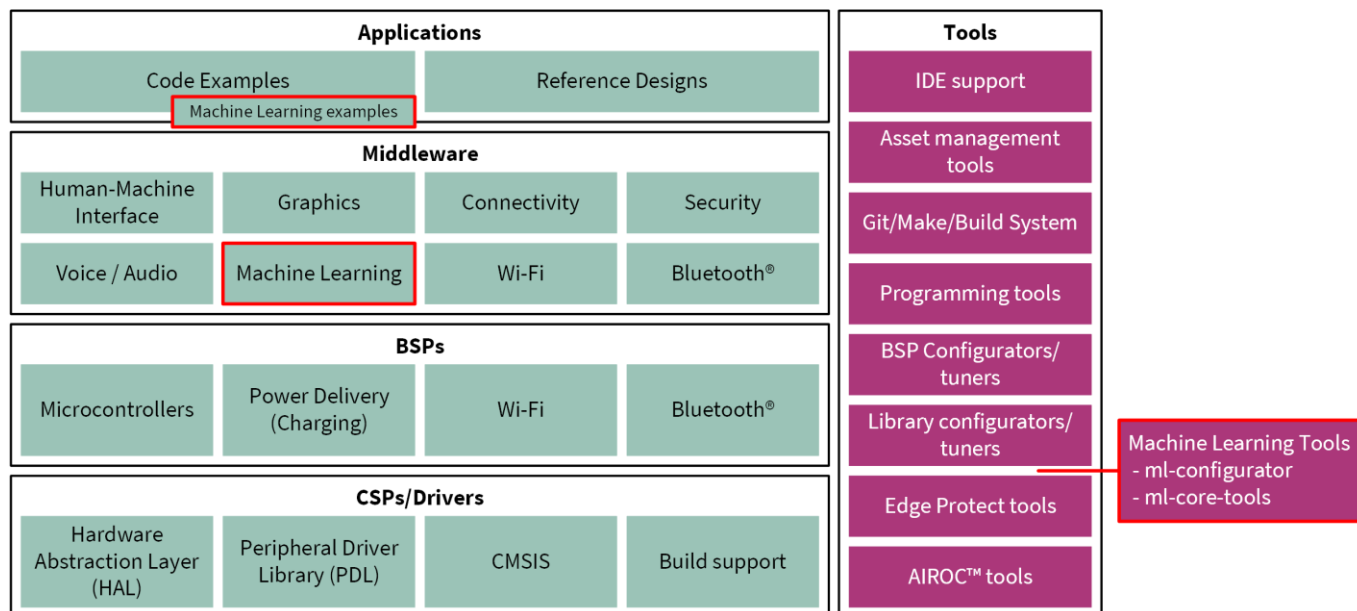 Applications
Code Examples
Reference Designs
Machine Learning examples
Middleware
Human-Machine
Interface
Graphics
Connectivity
Security
Voice / Audio
Machine Learning
Wi-Fi
Bluetooth®
BSPs
Microcontrollers
Power Delivery
(Charging)
Wi-Fi
Bluetooth®
CSPs/Drivers
Hardware
Abstraction Layer
(HAL)
Peripheral Driver
Library (PDL)
CMSIS
Build support
Tools
IDE support
Asset management
tools
Git/Make/Build System
Programming tools
BSP Configurators/
tuners
Library configurators/
tuners
Edge Protect tools
AIROC™ tools
Machine Learning Tools
- ml-configurator
- ml-core-tools